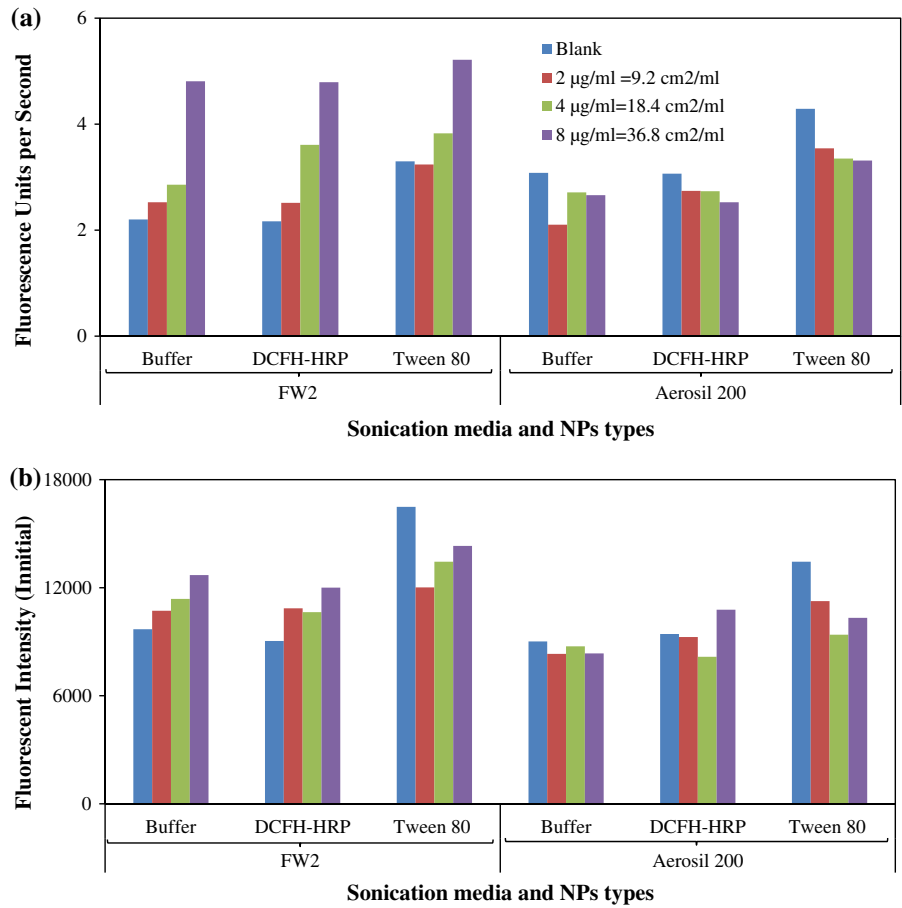 (a)
Fluorescence Units per Second
6
4
2
0
Blank
2 µg/ml =9.2 cm2/ml
4 µg/ml=18.4 cm2/ml
8 µg/ml=36.8 cm2/ml
Buffer DCFH-HRP Tween 80 Buffer DCFH-HRP Tween 80
FW2 Aerosil 200
Sonication media and NPs types
(b)
Fluorescent Intensity (Innitial)
18000
12000
6000
0
Buffer DCFH-HRP Tween 80 Buffer DCFH-HRP Tween 80
FW2 Aerosil 200
Sonication media and NPs types